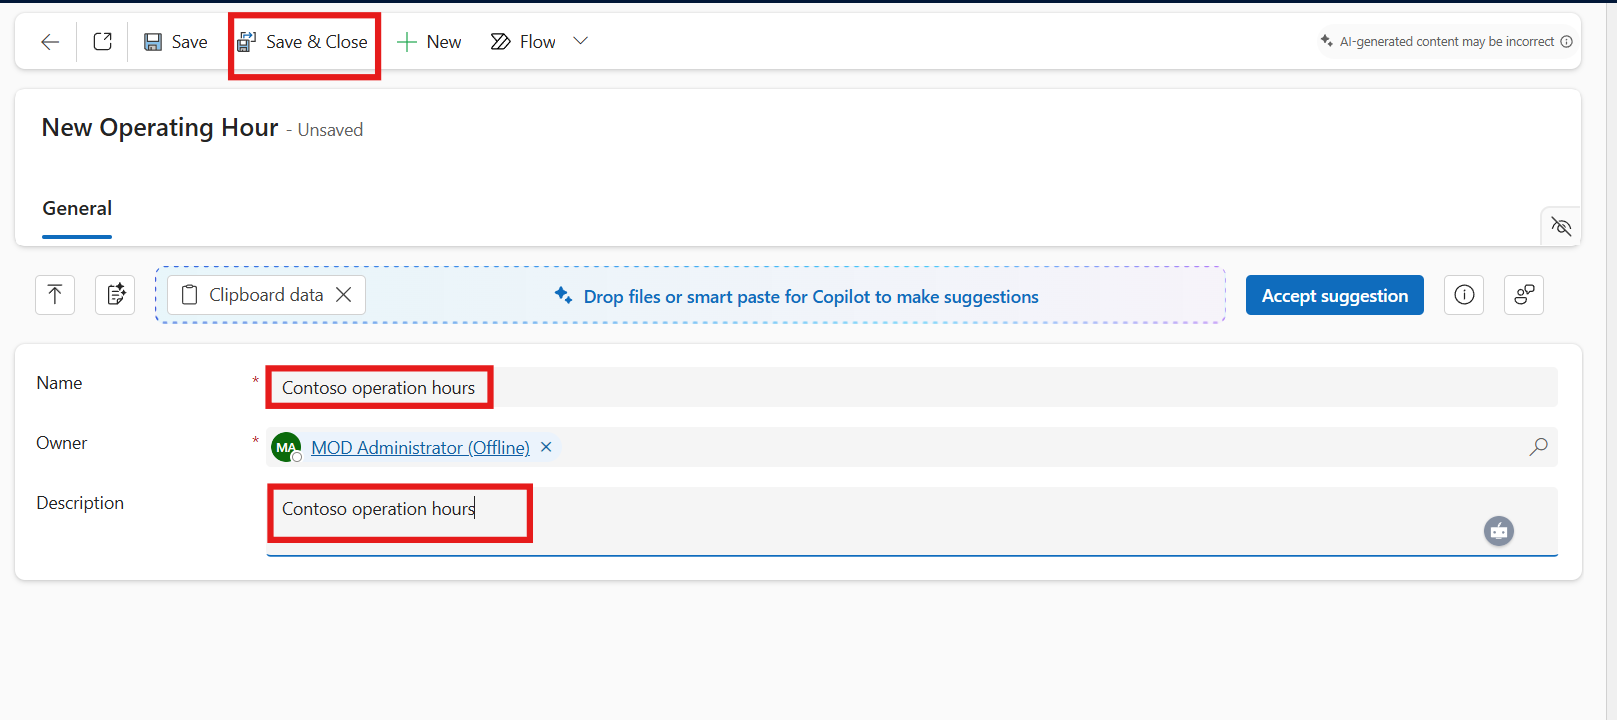 Save Save & Close New Flow AI-generated content may be incorrect
New Operating Hour - Unsaved
General
Clipboard data Drop files or smart paste for Copilot to make suggestions Accept suggestion
Name * Contoso operation hours
Owner * MA MOD Administrator (Offline)
Description Contoso operation hours